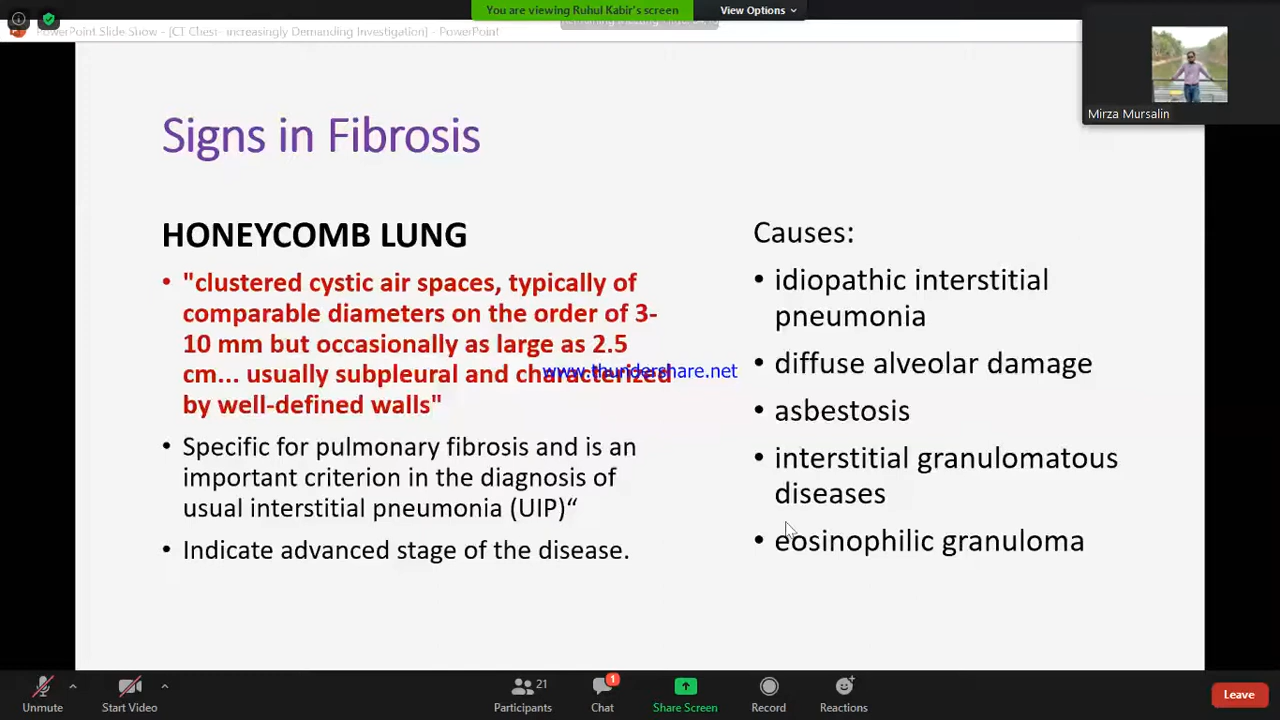 You are viewing Ruhul Kabir's screen
View Options
PowerPoint Slide Show - [CT Chest- Increasingly Demanding Investigation] - PowerPoint
Mirza Mursalin
Signs in Fibrosis
HONEYCOMB LUNG
• "clustered cystic air spaces, typically of
comparable diameters on the order of 3-
10 mm but occasionally as large as 2.5
cm... usually subpleural and characterized
by well-defined walls"
• Specific for pulmonary fibrosis and is an
important criterion in the diagnosis of
usual interstitial pneumonia (UIP)“
• Indicate advanced stage of the disease.
www.thundershare.net
Causes:
• idiopathic interstitial
pneumonia
• diffuse alveolar damage
• asbestosis
• interstitial granulomatous
diseases
• eosinophilic granuloma
Unmute
Start Video
21
Participants
1
Chat
Share Screen
Record
Reactions
Leave